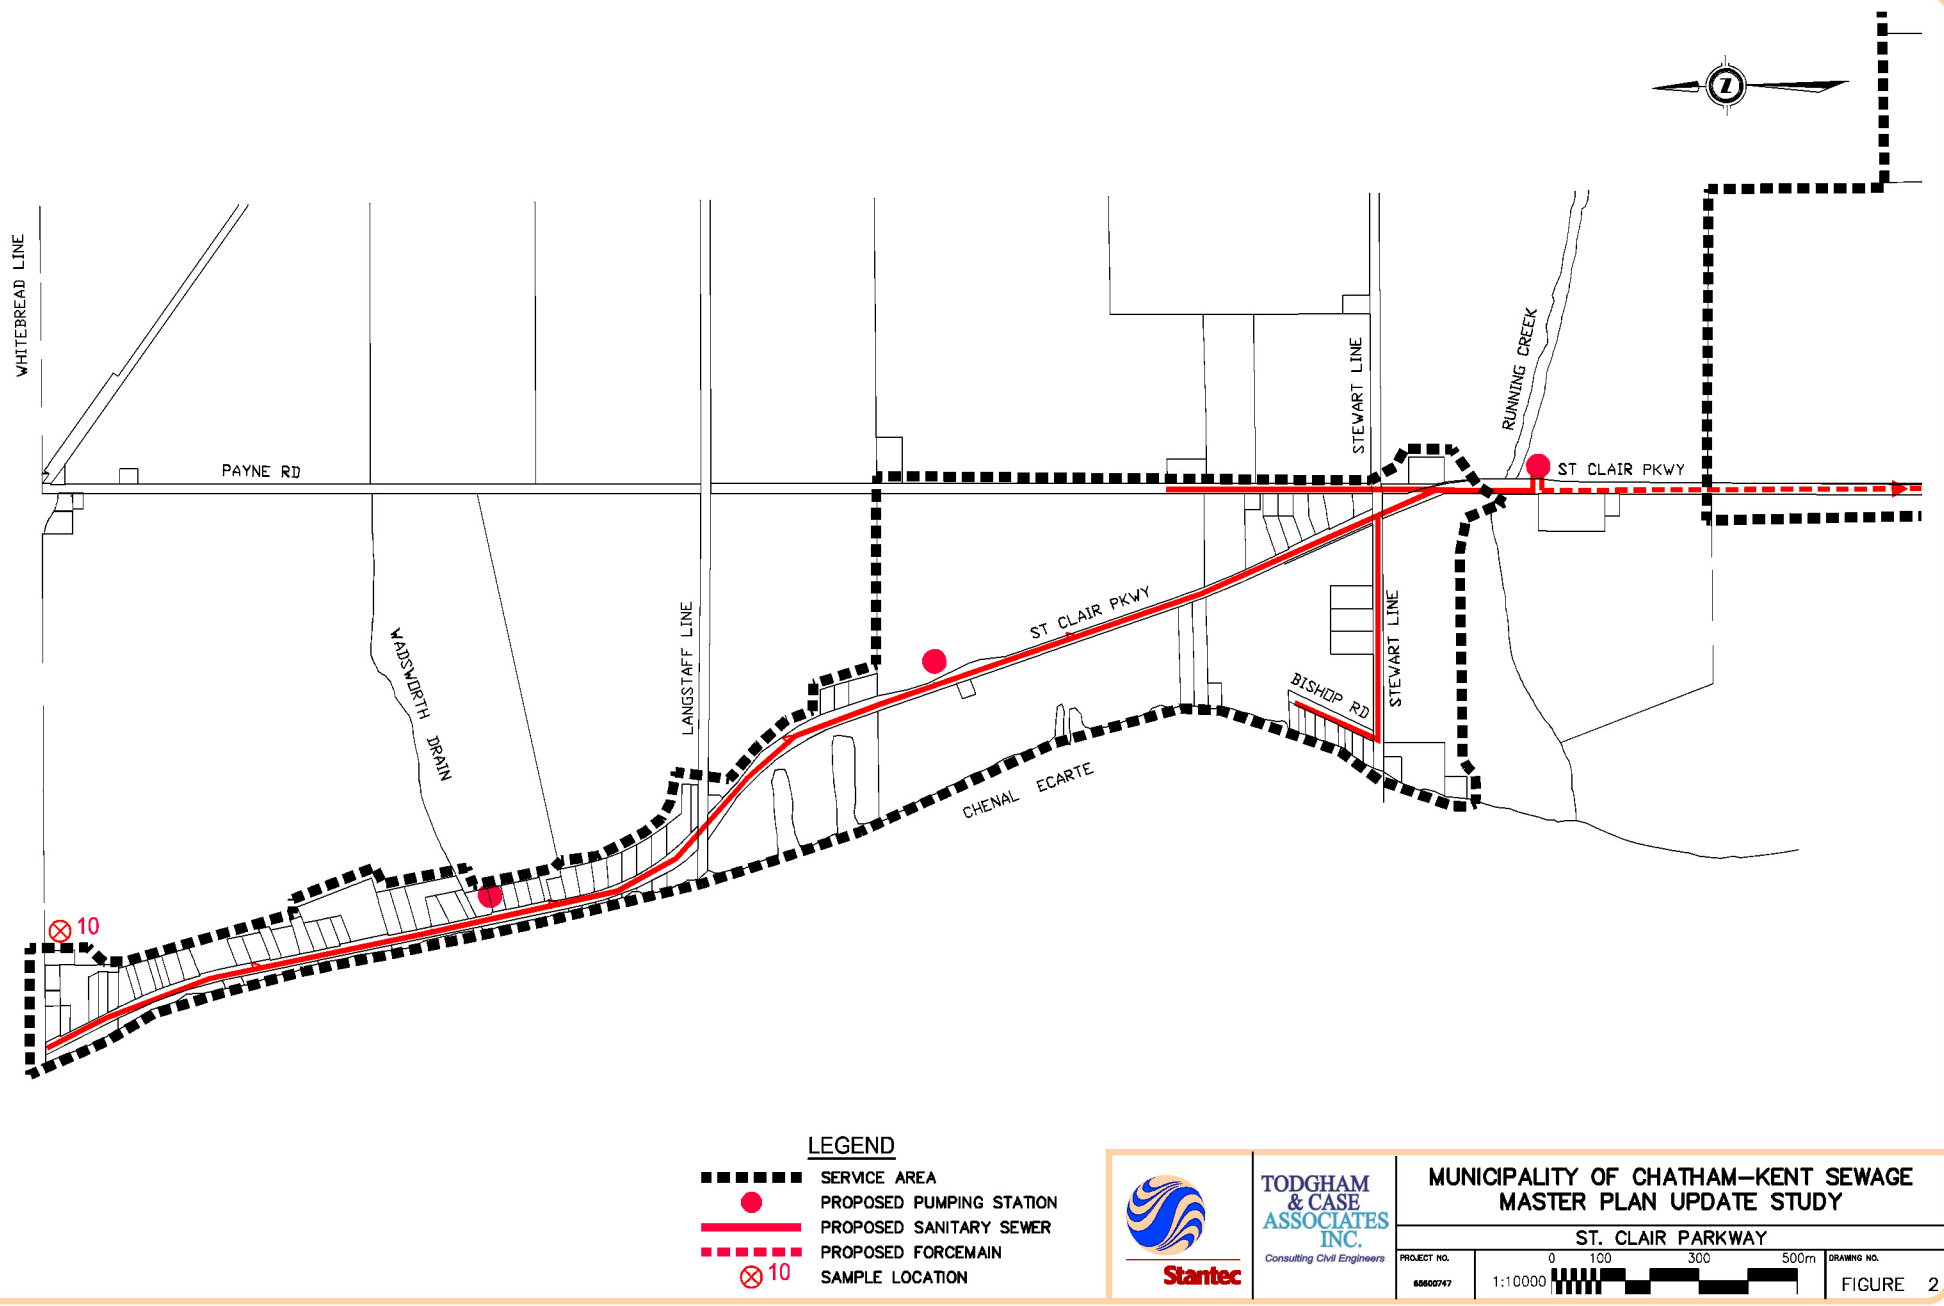 Z
WHITEBREAD LINE
PAYNE RD
STEWART LINE
RUNNING CREEK
ST CLAIR PKWY
WADSWORTH DRAIN
LANGSTAFF LINE
ST CLAIR PKWY
STEWART LINE
BISHOP RD
CHENAL ECARTE
10
LEGEND
SERVICE AREA
PROPOSED PUMPING STATION
PROPOSED SANITARY SEWER
PROPOSED FORCEMAIN
10 SAMPLE LOCATION
Stantec
TODGHAM
& CASE
ASSOCIATES
INC.
Consulting Civil Engineers
MUNICIPALITY OF CHATHAM-KENT SEWAGE
MASTER PLAN UPDATE STUDY
ST. CLAIR PARKWAY
PROJECT NO.
1:10000
0 100 300 500m
DRAWING NO.
FIGURE 2